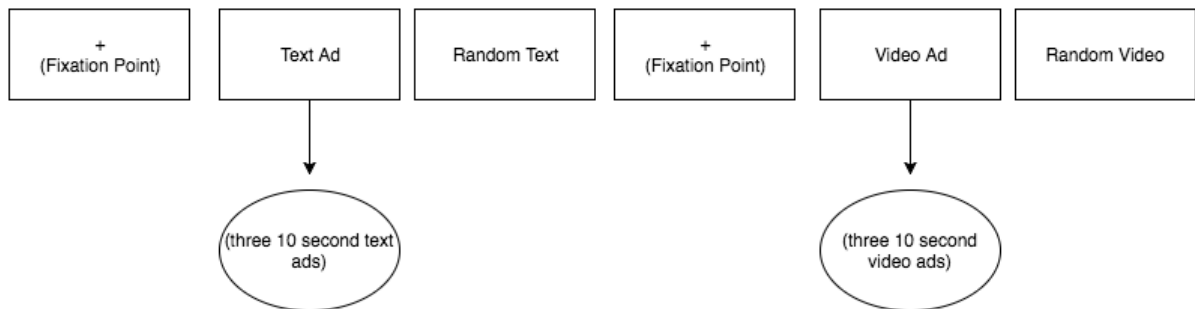 +
(Fixation Point)
Text Ad
Random Text
+
(Fixation Point)
Video Ad
Random Video
(three 10 second text
ads)
(three 10 second
video ads)